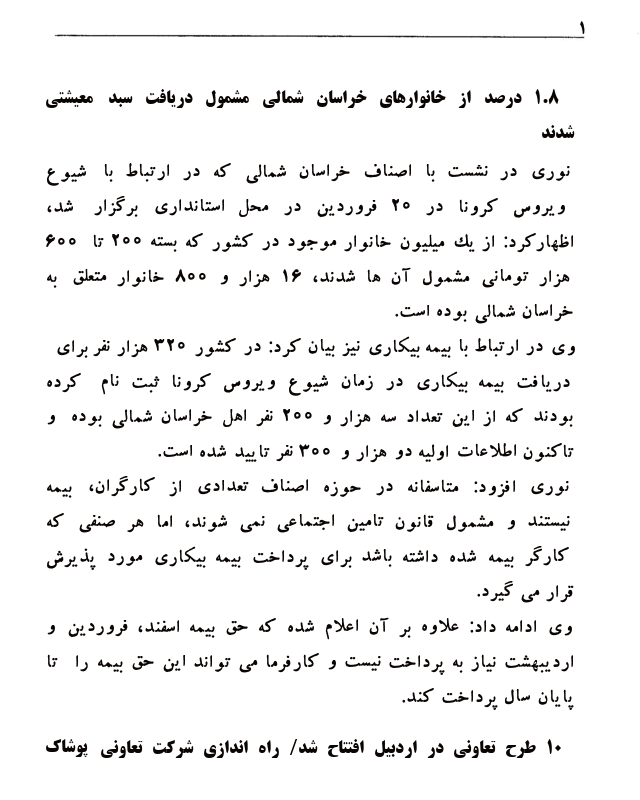 ۱
۱.۸ درصد از خانوارهای خراسان شمالی مشمول دریافت سبد معیشتی
شدند
نوری در نشست با اصناف خراسان شمالی که در ارتباط با شیوع
ویروس کرونا در ۲۰ فروردین در محل استانداری برگزار شد،
اظهارکرد: از یك میلیون خانوار موجود در کشور که بسته ۲۰۰ تا ۶۰۰
هزار تومانی مشمول آن ها شدند، ۱۶ هزار و ۸۰۰ خانوار متعلق به
خراسان شمالی بوده است.
وی در ارتباط با بیمه بیکاری نیز بیان کرد: در کشور ۳۲۰ هزار نفر برای
دریافت بیمه بیکاری در زمان شیوع ویروس کرونا ثبت نام کرده
بودند که از این تعداد سه هزار و ۲۰۰ نفر اهل خراسان شمالی بوده و
تاکنون اطلاعات اولیه دو هزار و ۳۰۰ نفر تایید شده است.
نوری افزود: متاسفانه در حوزه اصناف تعدادی از کارگران، بیمه
نیستند و مشمول قانون تامین اجتماعی نمی شوند، اما هر صنفی که
کارگر بیمه شده داشته باشد برای پرداخت بیمه بیکاری مورد پذیرش
قرار می گیرد.
وی ادامه داد: علاوه بر آن اعلام شده که حق بیمه اسفند، فروردین و
اردیبهشت نیاز به پرداخت نیست و کارفرما می تواند این حق بیمه را تا
پایان سال پرداخت کند.
۱۰ طرح تعاونی در اردبیل افتتاح شد/ راه اندازی شرکت تعاونی پوشاک